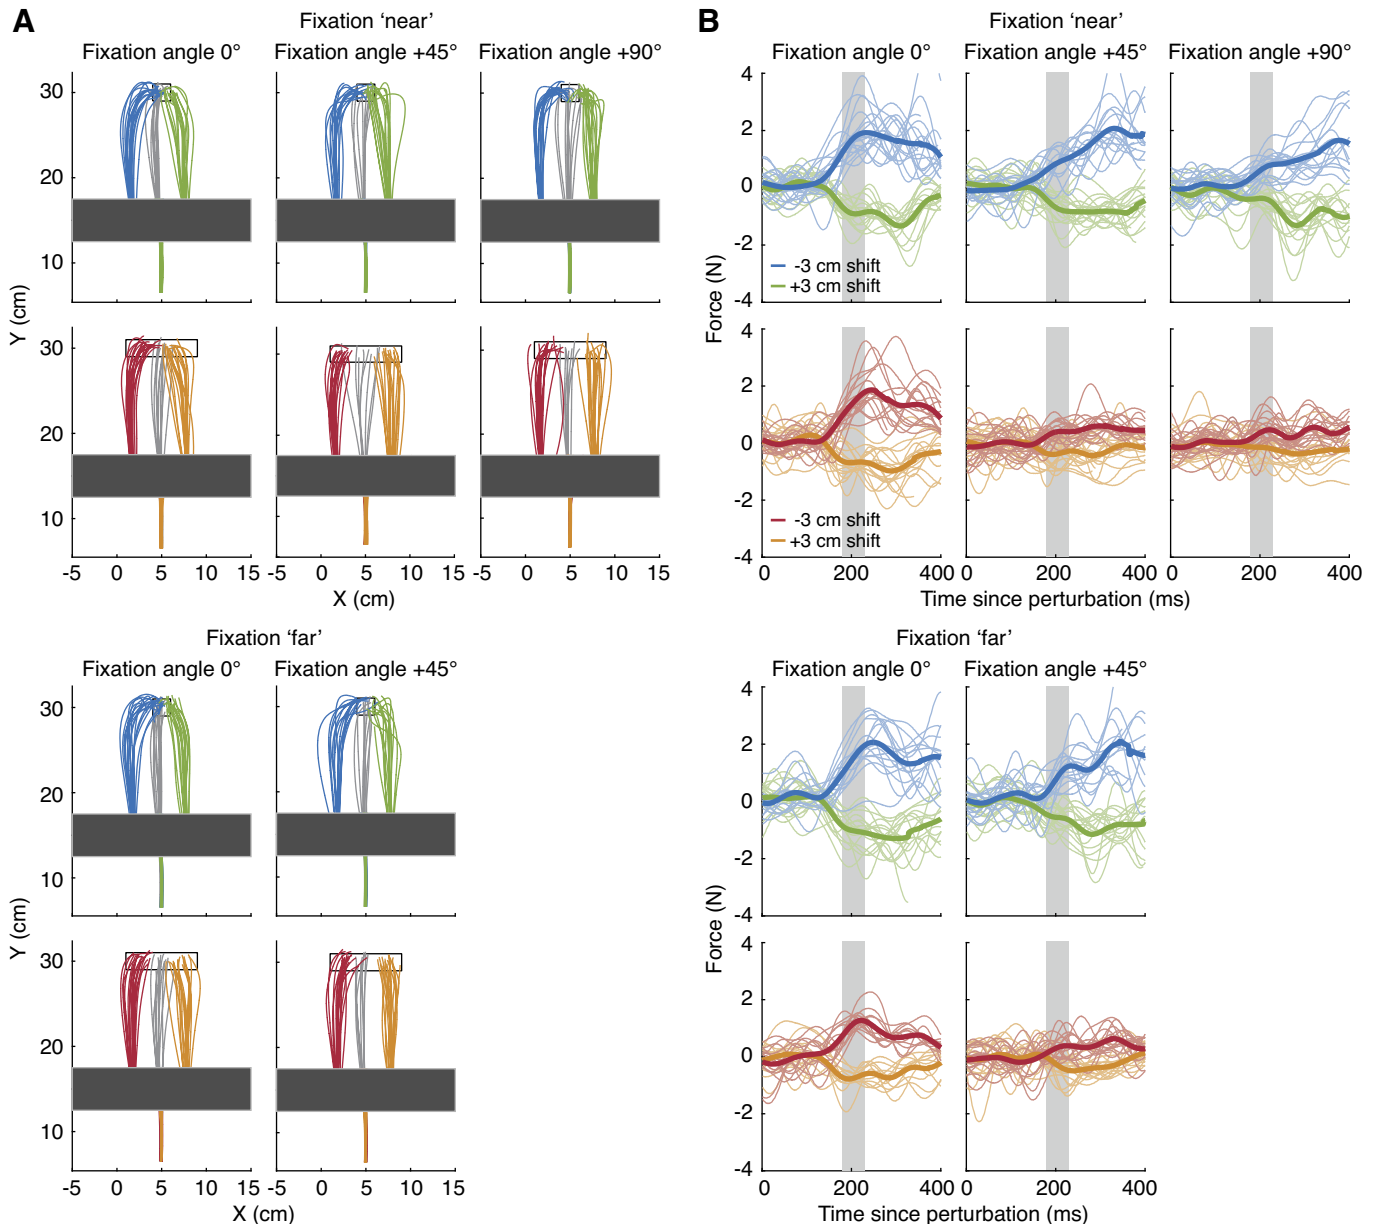 A
Fixation ‘near’
Fixation angle 0° Fixation angle +45° Fixation angle +90°
30
20
10
Y (cm)
30
20
10
-5 0 5 10 15 0 5 10 15 -5 0 5 10 15
X (cm)
Fixation ‘far’
Fixation angle 0° Fixation angle +45°
30
20
10
Y (cm)
30
20
10
-5 0 5 10 15 -5 0 5 10 15
X (cm)
B
Fixation ‘near’
Fixation angle 0° Fixation angle +45° Fixation angle +90°
4
2
0
-2
-4
-3 cm shift
+3 cm shift
Force (N)
4
2
0
-2
-4
-3 cm shift
+3 cm shift
0 200 400 0 200 400 0 200 400
Time since perturbation (ms)
Fixation ‘far’
Fixation angle 0° Fixation angle +45°
4
2
0
-2
-4
Force (N)
4
2
0
-2
-4
0 200 400 0 200 400
Time since perturbation (ms)